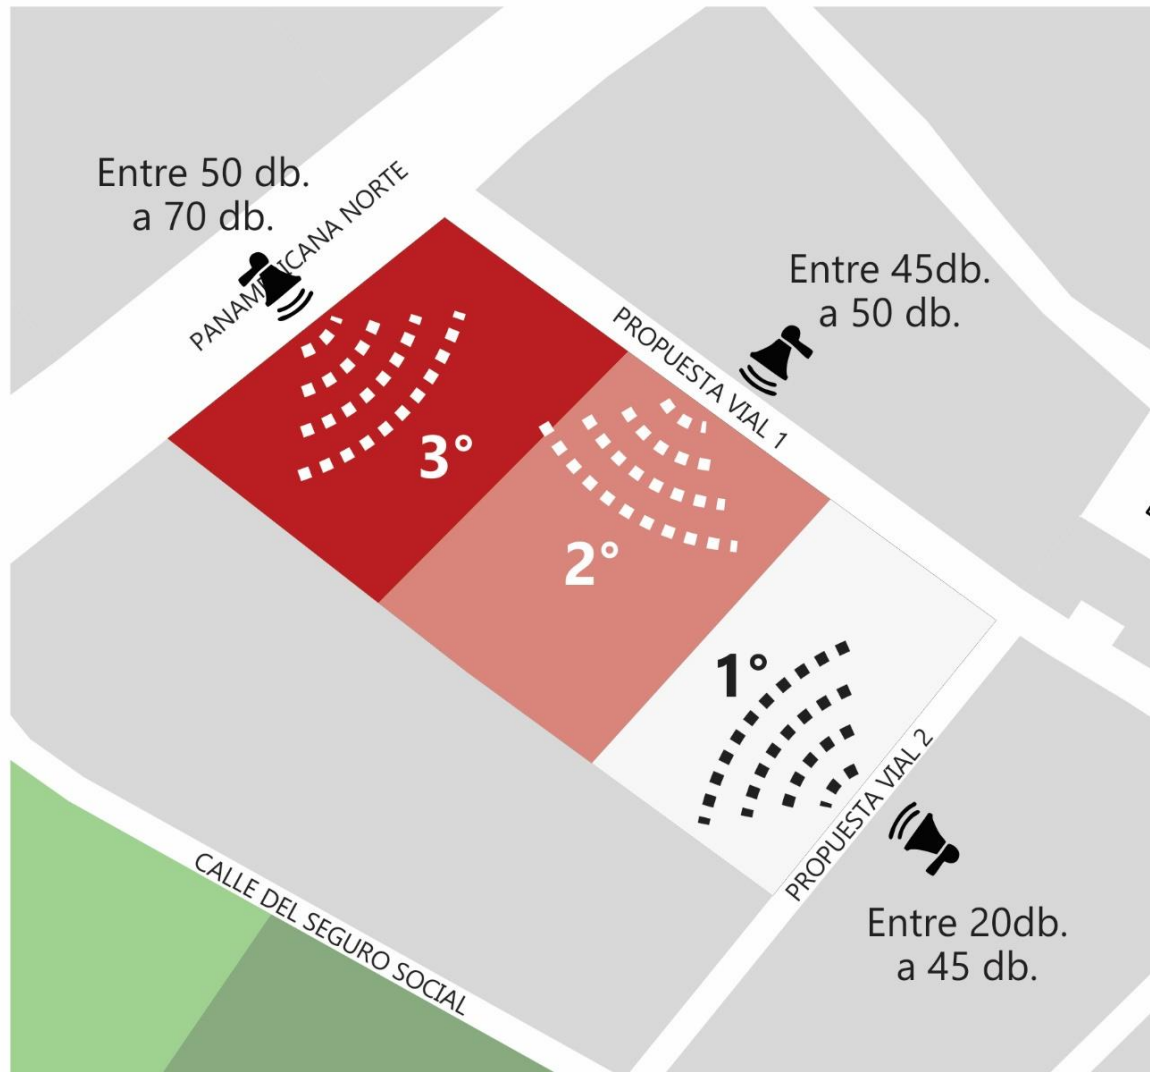 Entre 50 db.
a 70 db.
PANAMERICANA NORTE
Entre 45db.
a 50 db.
PROPUESTA VIAL 1
3°
2°
1°
PROPUESTA VIAL 2
CALLE DEL SEGURO SOCIAL
Entre 20db.
a 45 db.